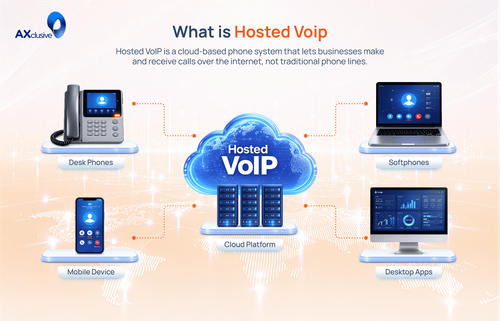 AXclusive
What is Hosted Voip
Hosted VoIP is a cloud-based phone system that lets businesses make
and receive calls over the internet, not traditional phone lines.
Desk Phones
Hosted
VoIP
Softphones
Cloud Platform
Mobile Device
Desktop Apps